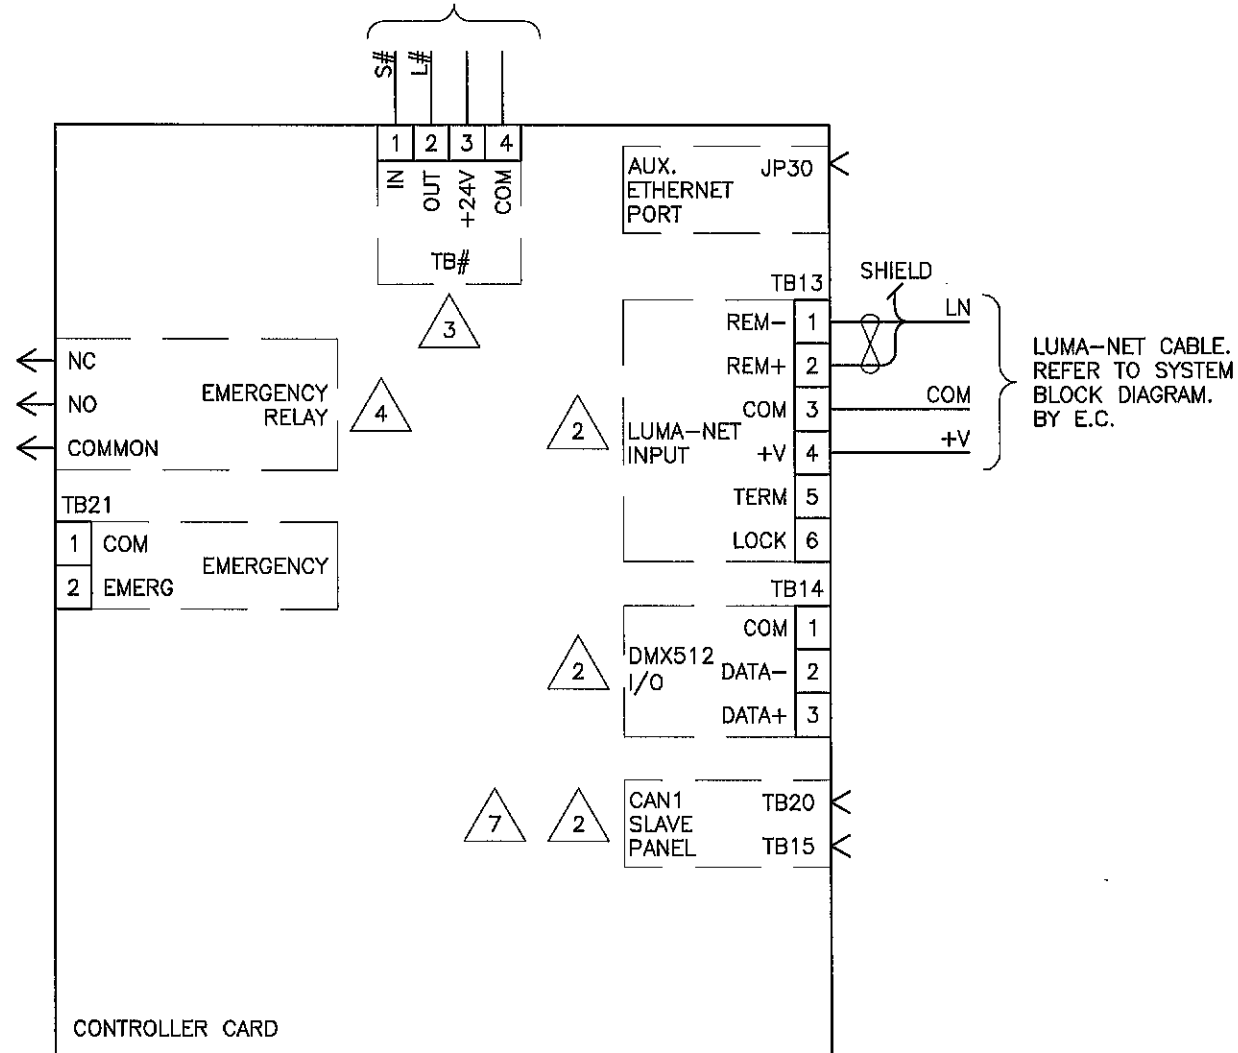 S# L#
1 2 3 4
IN OUT +24V COM
TB#
3
AUX.
ETHERNET
PORT
JP30
TB13
SHIELD
REM- 1 LN
REM+ 2
COM 3 COM
+V 4 +V
TERM 5
LOCK 6
2
LUMA-NET
INPUT
LUMA-NET CABLE.
REFER TO SYSTEM
BLOCK DIAGRAM.
BY E.C.
NC
NO
COMMON
EMERGENCY
RELAY
4
TB21
1 COM
2 EMERG
EMERGENCY
TB14
COM 1
DATA- 2
DATA+ 3
2
DMX512
I/O
7
2
CAN1
SLAVE
PANEL
TB20
TB15
CONTROLLER CARD